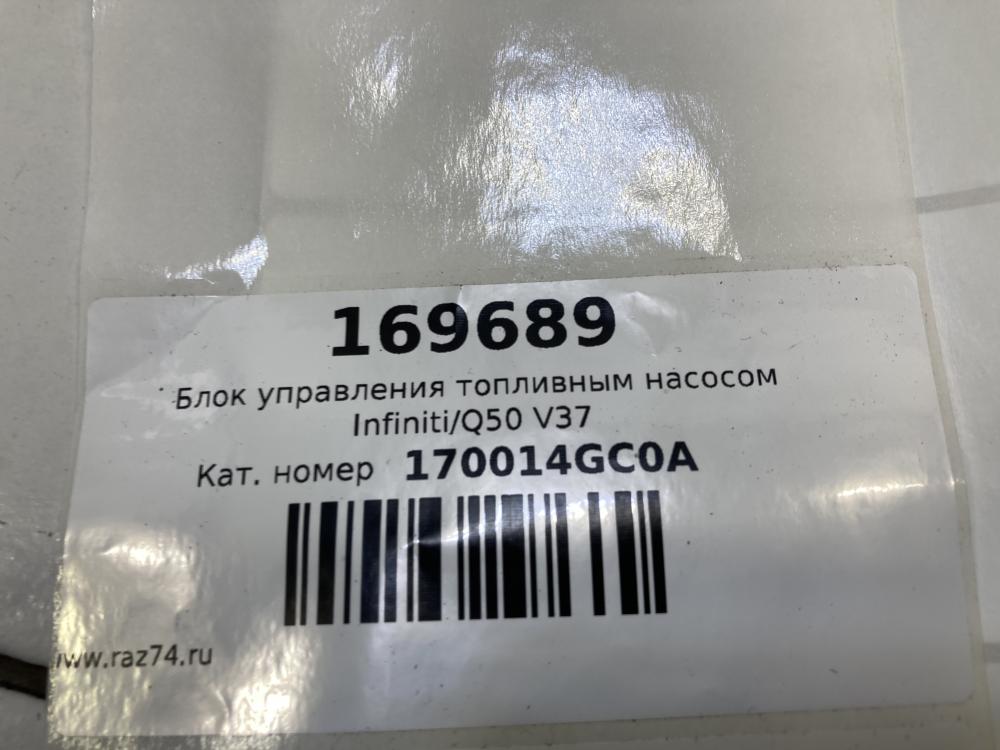 169689
Блок управления топливным насосом
Infiniti/Q50 V37
Кат. номер 170014GC0A
www.raz74.ru